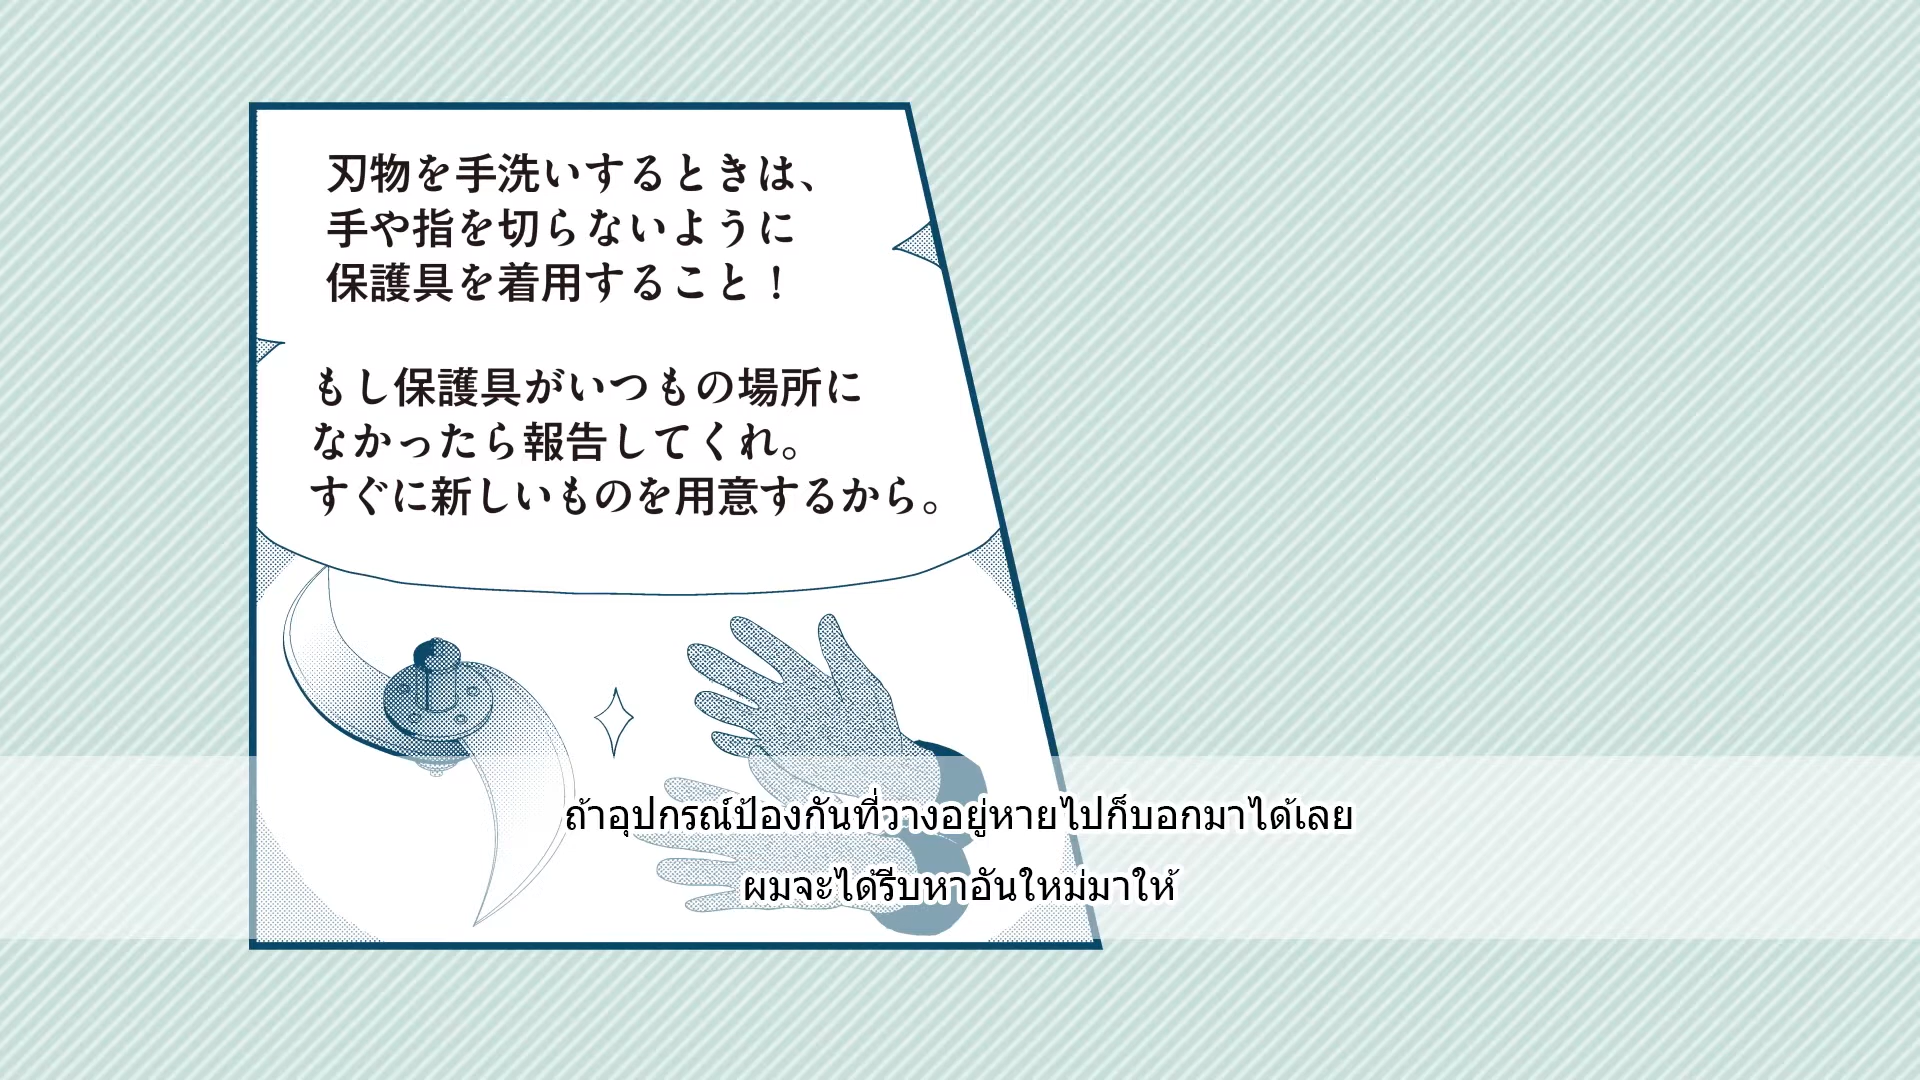 刃物を手洗いするときは、
手や指を切らないように
保護具を着用すること！
もし保護具がいつもの場所に
なかったら報告してくれ。
すぐに新しいものを用意するから。
ถ้าอุปกรณ์ป้องกันที่วางอยู่หายไปก็บอกมาได้เลย
ผมจะได้รีบหาอันใหม่มาให้